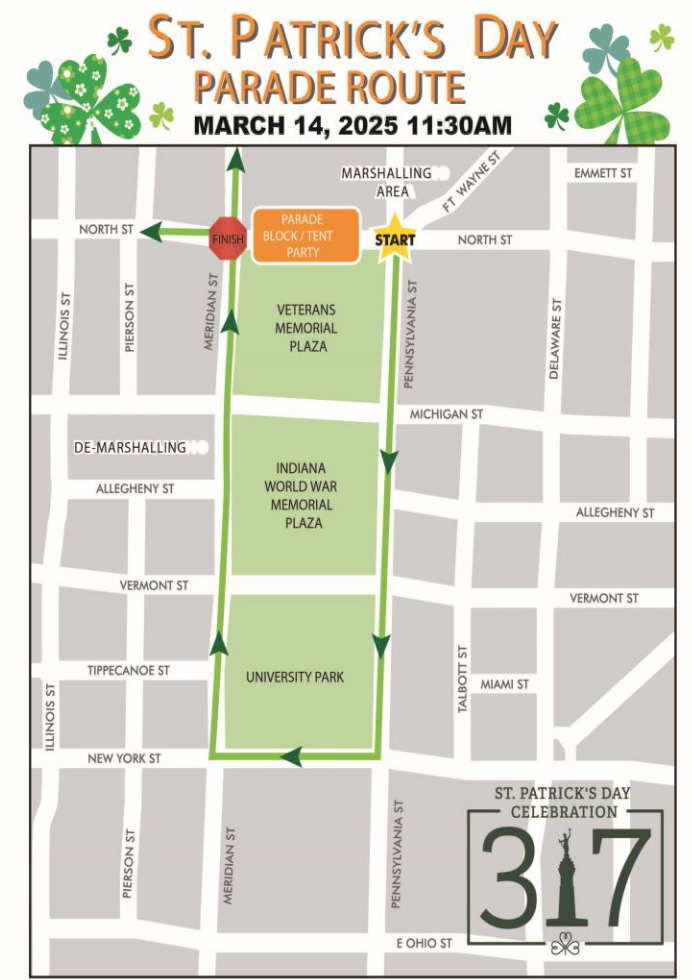 ST. PATRICK'S DAY
PARADE ROUTE
MARCH 14, 2025 11:30AM
MARSHALLING
AREA
FT WAYNE ST
EMMETT ST
NORTH ST
FINISH
PARADE
BLOCK / TENT
PARTY
START
NORTH ST
ILLINOIS ST
PIERSON ST
MERIDIAN ST
VETERANS
MEMORIAL
PLAZA
PENNSYLVANIA ST
DELAWARE ST
MICHIGAN ST
DE-MARSHALLING
INDIANA
WORLD WAR
MEMORIAL
PLAZA
ALLEGHENY ST
ALLEGHENY ST
VERMONT ST
VERMONT ST
TIPPECANOE ST
UNIVERSITY PARK
TALBOTT ST
MIAMI ST
ILLINOIS ST
NEW YORK ST
PIERSON ST
MERIDIAN ST
PENNSYLVANIA ST
ST. PATRICK'S DAY
CELEBRATION
317
E OHIO ST